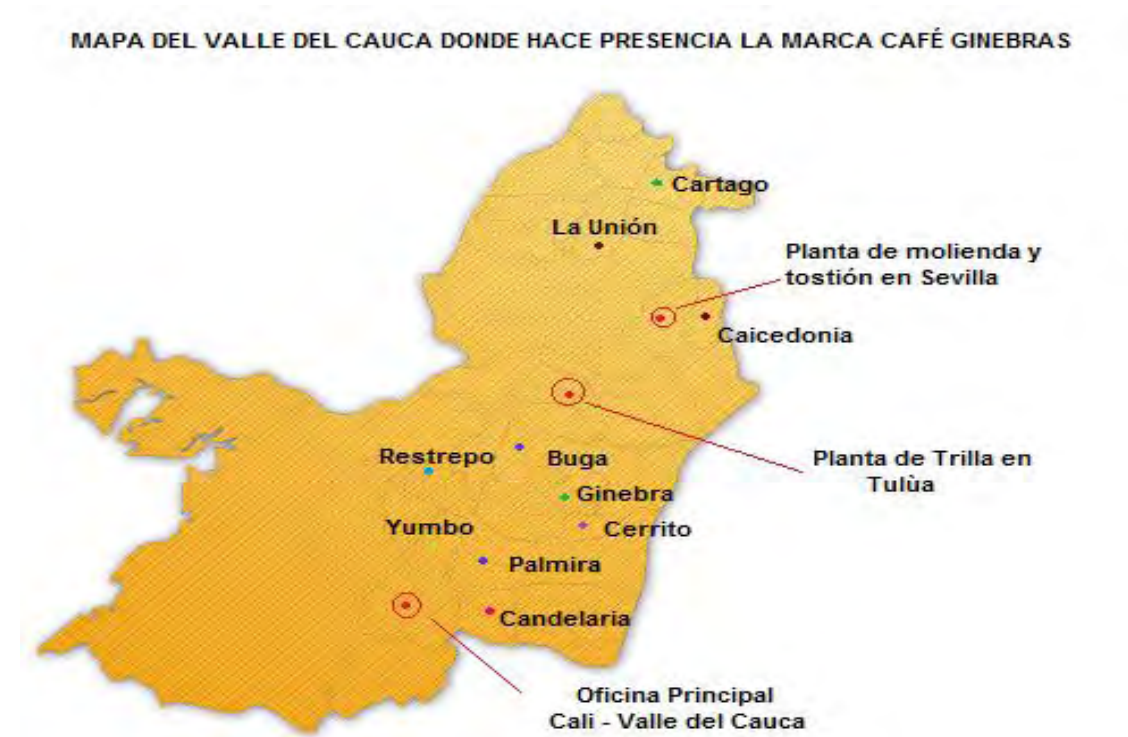 MAPA DEL VALLE DEL CAUCA DONDE HACE PRESENCIA LA MARCA CAFÉ GINEBRAS
Cartago
La Unión
Planta de molienda y
tostión en Sevilla
Caicedonia
Restrepo
Buga
Planta de Trilla en
Tulùa
Ginebra
Yumbo
Cerrito
Palmira
Candelaria
Oficina Principal
Cali - Valle del Cauca